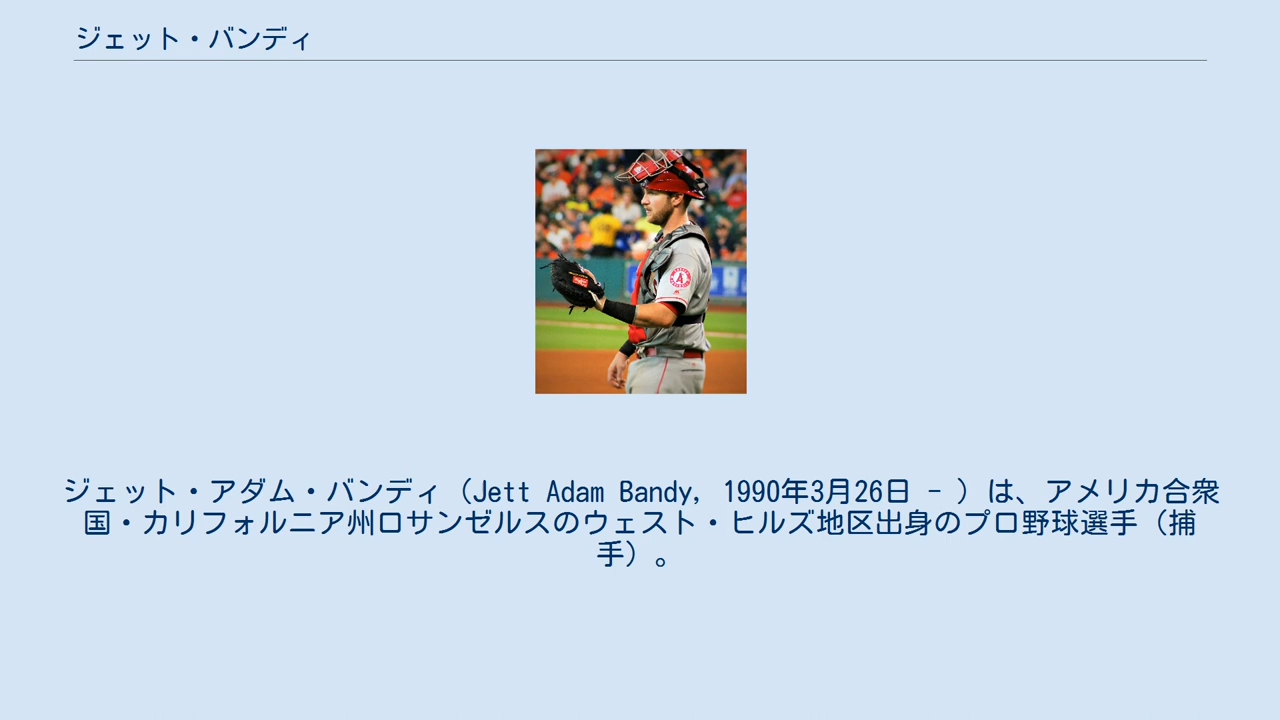 ジェット・バンディ
ジェット・アダム・バンディ（Jett Adam Bandy, 1990年3月26日 - ）は、アメリカ合衆
国・カリフォルニア州ロサンゼルスのウェスト・ヒルズ地区出身のプロ野球選手（捕
手）。